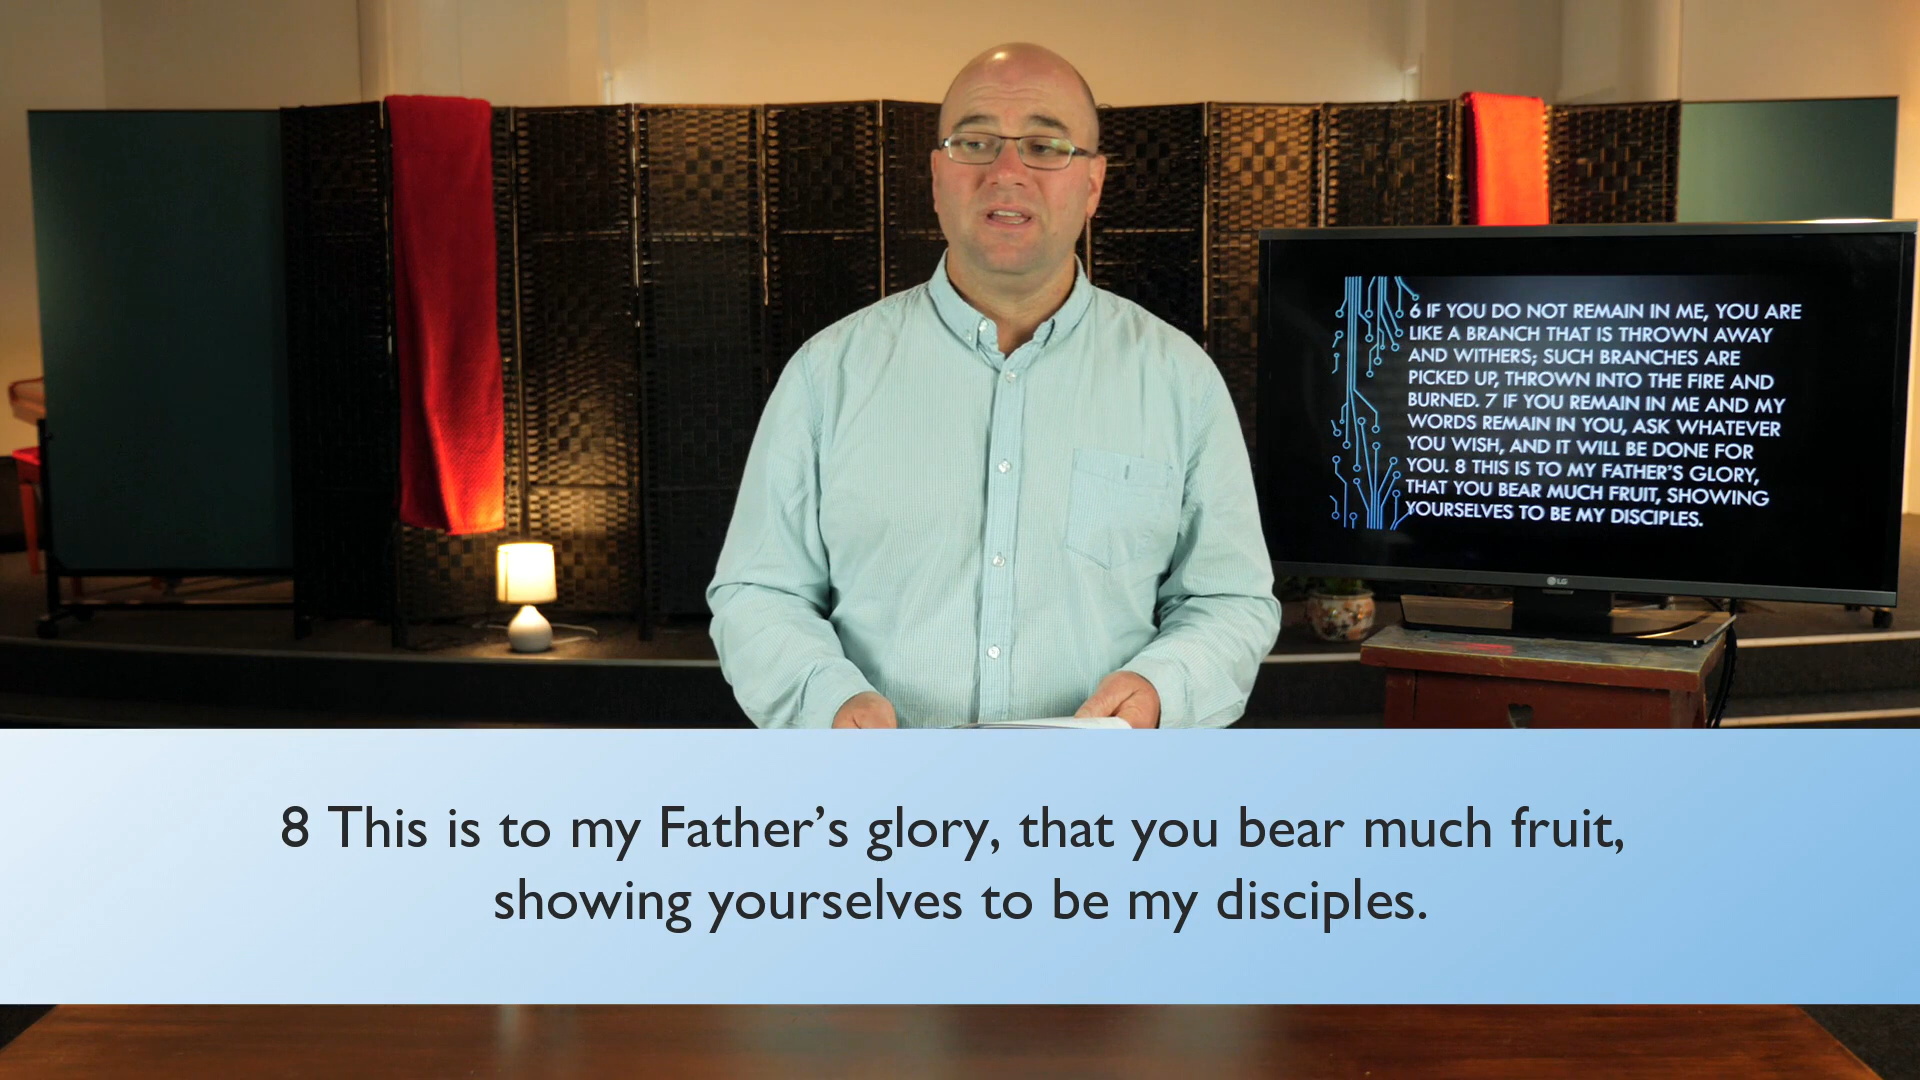 6 IF YOU DO NOT REMAIN IN ME, YOU ARE
LIKE A BRANCH THAT IS THROWN AWAY
AND WITHERS; SUCH BRANCHES ARE
PICKED UP, THROWN INTO THE FIRE AND
BURNED. 7 IF YOU REMAIN IN ME AND MY
WORDS REMAIN IN YOU, ASK WHATEVER
YOU WISH, AND IT WILL BE DONE FOR
YOU. 8 THIS IS TO MY FATHER'S GLORY,
THAT YOU BEAR MUCH FRUIT, SHOWING
YOURSELVES TO BE MY DISCIPLES.
LG
8 This is to my Father’s glory, that you bear much fruit,
showing yourselves to be my disciples.